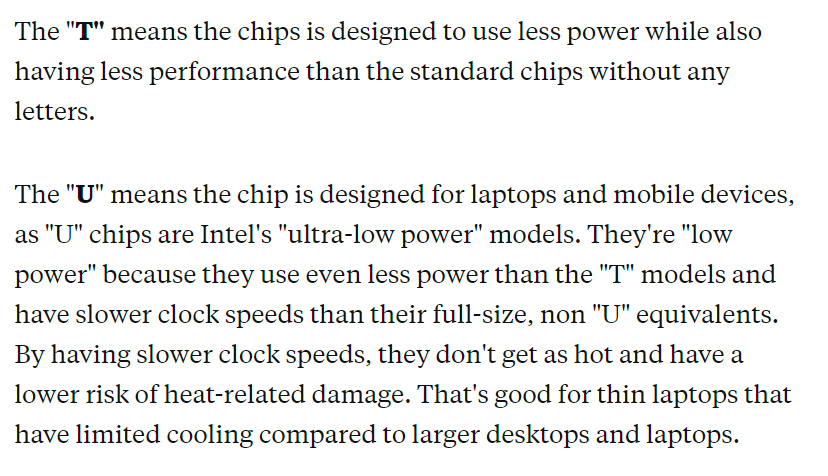 The "T" means the chips is designed to use less power while also
having less performance than the standard chips without any
letters.
The "U" means the chip is designed for laptops and mobile devices,
as "U" chips are Intel's "ultra-low power" models. They're "low
power" because they use even less power than the "T" models and
have slower clock speeds than their full-size, non "U" equivalents.
By having slower clock speeds, they don't get as hot and have a
lower risk of heat-related damage. That's good for thin laptops that
have limited cooling compared to larger desktops and laptops.